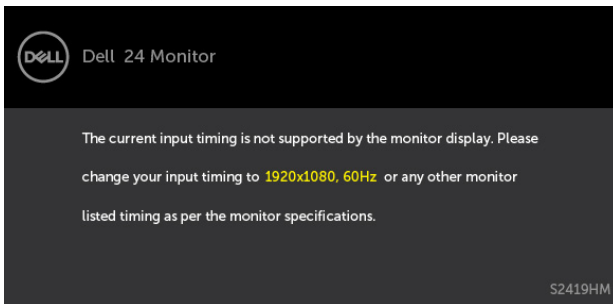 DELL
Dell 24 Monitor
The current input timing is not supported by the monitor display. Please
change your input timing to 1920x1080, 60Hz or any other monitor
listed timing as per the monitor specifications.
S2419HM